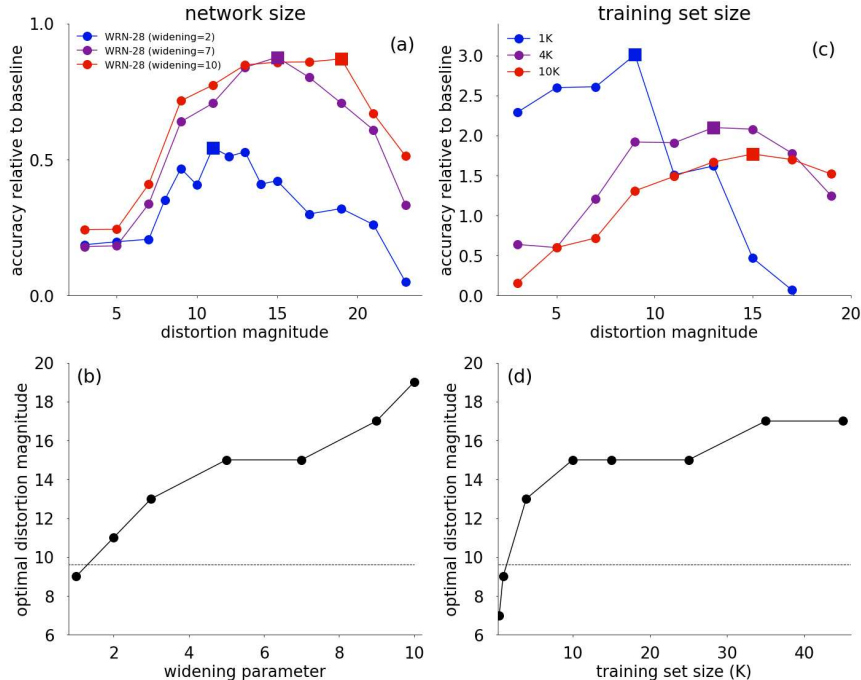 network size
1.0
0.5
0.0
accuracy relative to baseline
WRN-28 (widening=2)
WRN-28 (widening=7)
WRN-28 (widening=10)
(a)
5 10 15 20
distortion magnitude
training set size
3.0
2.5
2.0
1.5
1.0
0.5
0.0
accuracy relative to baseline
1K
4K
10K
(c)
5 10 15 20
distortion magnitude
20
18
16
14
12
10
8
6
optimal distortion magnitude
(b)
2 4 6 8 10
widening parameter
20
18
16
14
12
10
8
6
optimal distortion magnitude
(d)
10 20 30 40
training set size (K)